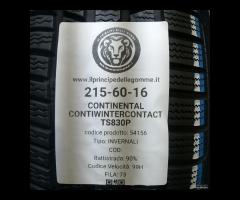 www.ilprincipedellegomme.it
215-60-16
CONTINENTAL
CONTIWINTERCONTACT
TS830P
codice prodotto: 54156
Tipo: INVERNALI
COD:
Battistrada: 90%
Codice Velocità: 99H
FILA: 73